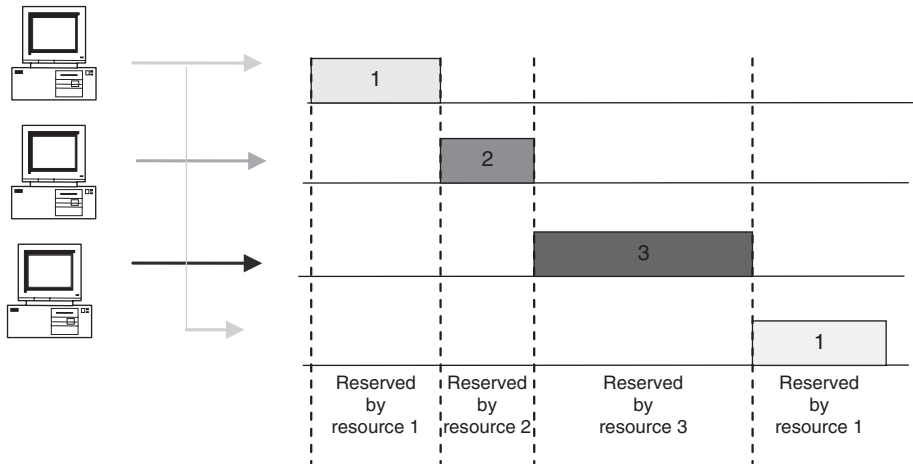 1
2
3
1
Reserved
by
resource 1
Reserved
by
resource 2
Reserved
by
resource 3
Reserved
by
resource 1